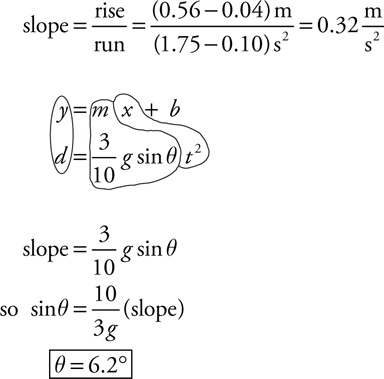 slope = rise/run = (0.56 − 0.04) m/(1.75 − 0.10) s² = 0.32 m/s²
y = m x + b
d = 3/10 g sin θ t²
slope = 3/10 g sin θ
so sin θ = 10/3g (slope)
θ = 6.2°